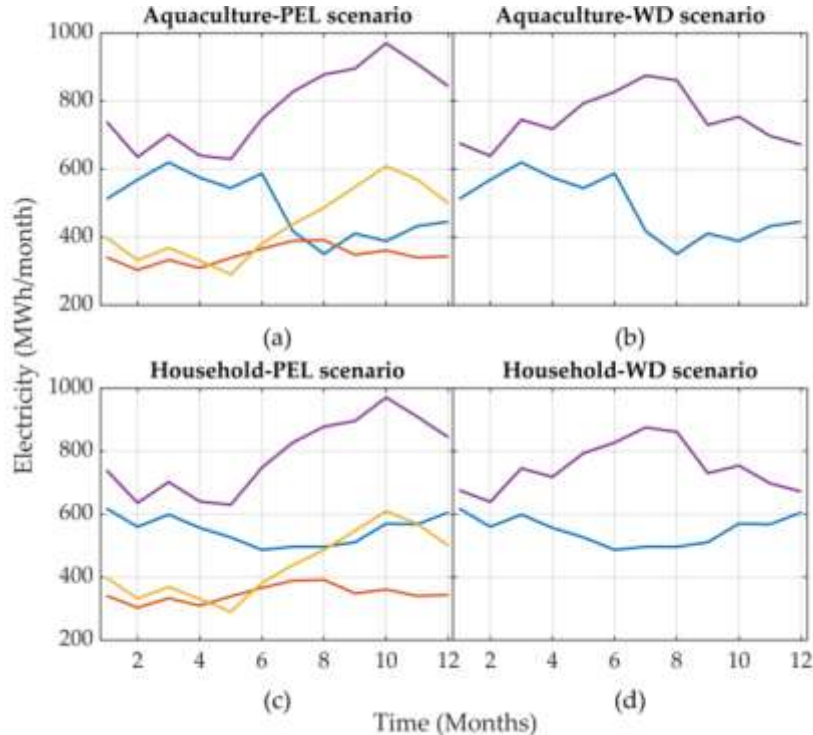 Aquaculture-PEL scenario
Aquaculture-WD scenario
1000
800
600
400
200
(a)
(b)
Electricity (MWh/month)
Household-PEL scenario
Household-WD scenario
1000
800
600
400
200
2 4 6 8 10 12
2 4 6 8 10 12
(c)
(d)
Time (Months)